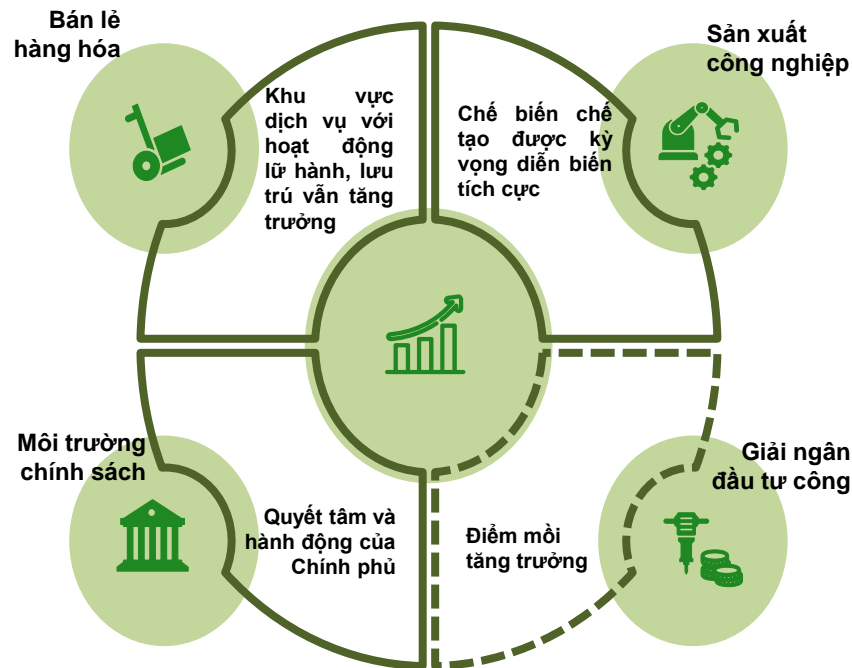 Bán lẻ
hàng hóa
Khu vực
dịch vụ với
hoạt động
lữ hành, lưu
trú vẫn tăng
trưởng
Chế biến chế
tạo được kỳ
vọng diễn biến
tích cực
Sản xuất
công nghiệp
Môi trường
chính sách
Quyết tâm và
hành động của
Chính phủ
Điểm mồi
tăng trưởng
Giải ngân
đầu tư công